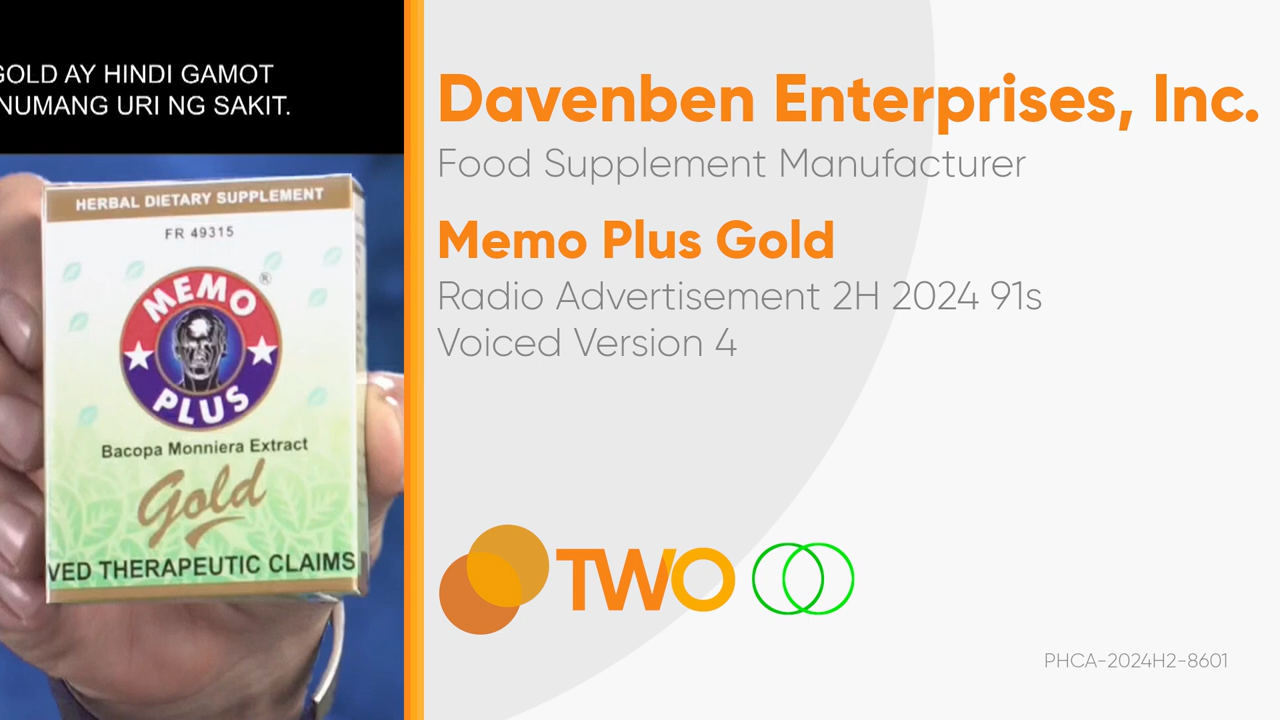 GOLD AY HINDI GAMOT
NUMANG URI NG SAKIT.
HERBAL DIETARY SUPPLEMENT
FR 49315
MEMO
®
PLUS
Bacopa Monniera Extract
Gold
VED THERAPEUTIC CLAIMS
Davenben Enterprises, Inc.
Food Supplement Manufacturer
Memo Plus Gold
Radio Advertisement 2H 2024 91s
Voiced Version 4
TWO
PHCA-2024H2-8601